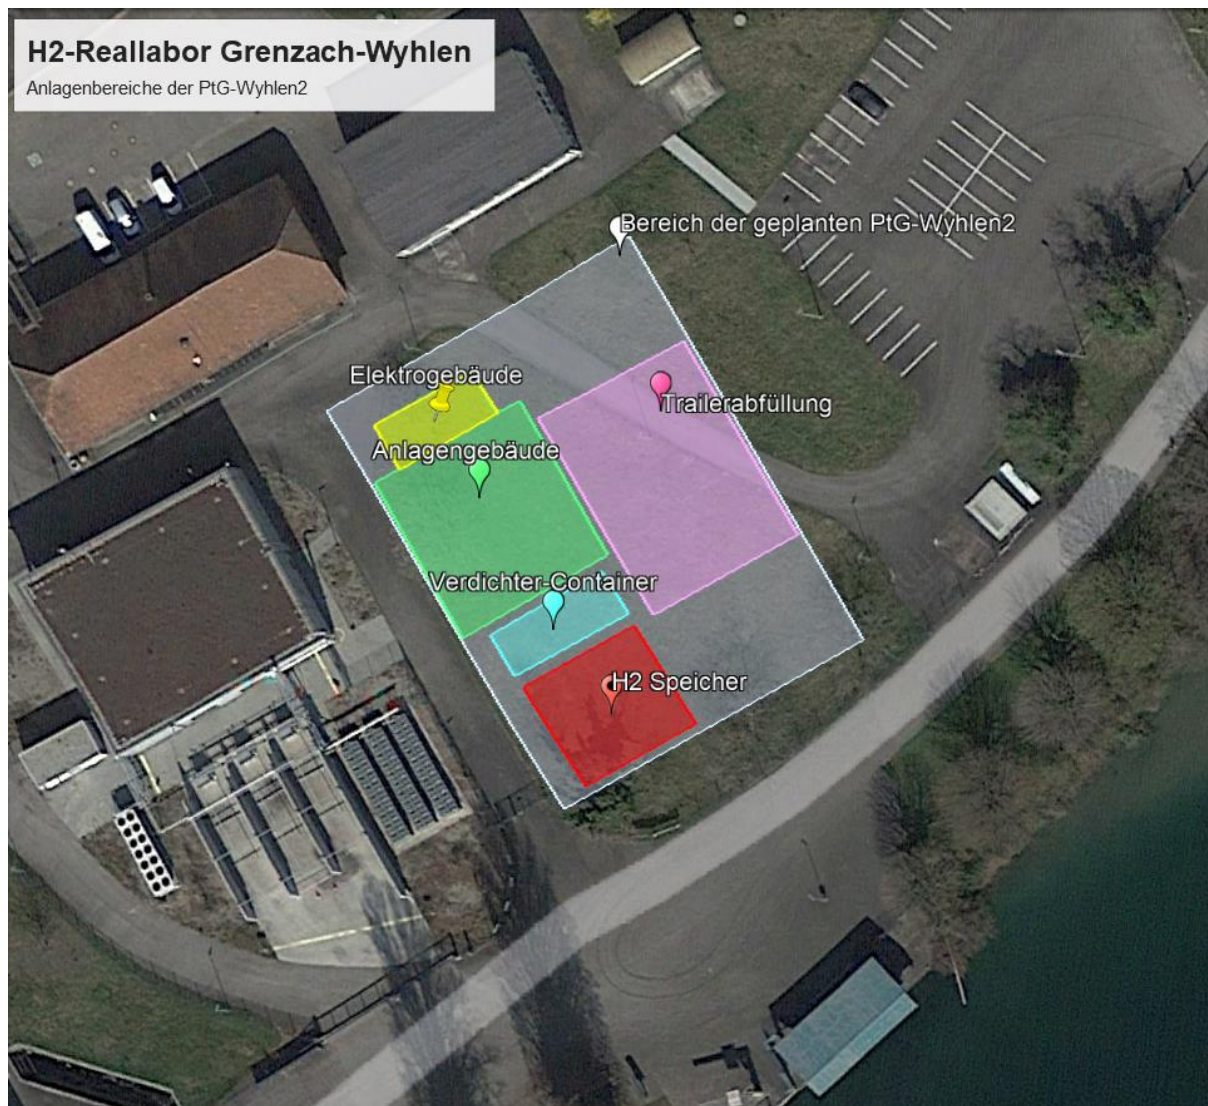 H2-Reallabor Grenzach-Wyhlen
Anlagenbereiche der PtG-Wyhlen2
Bereich der geplanten PtG-Wyhlen2
Elektrogebäude
Trailerabfüllung
Anlagengebäude
Verdichter-Container
H2 Speicher